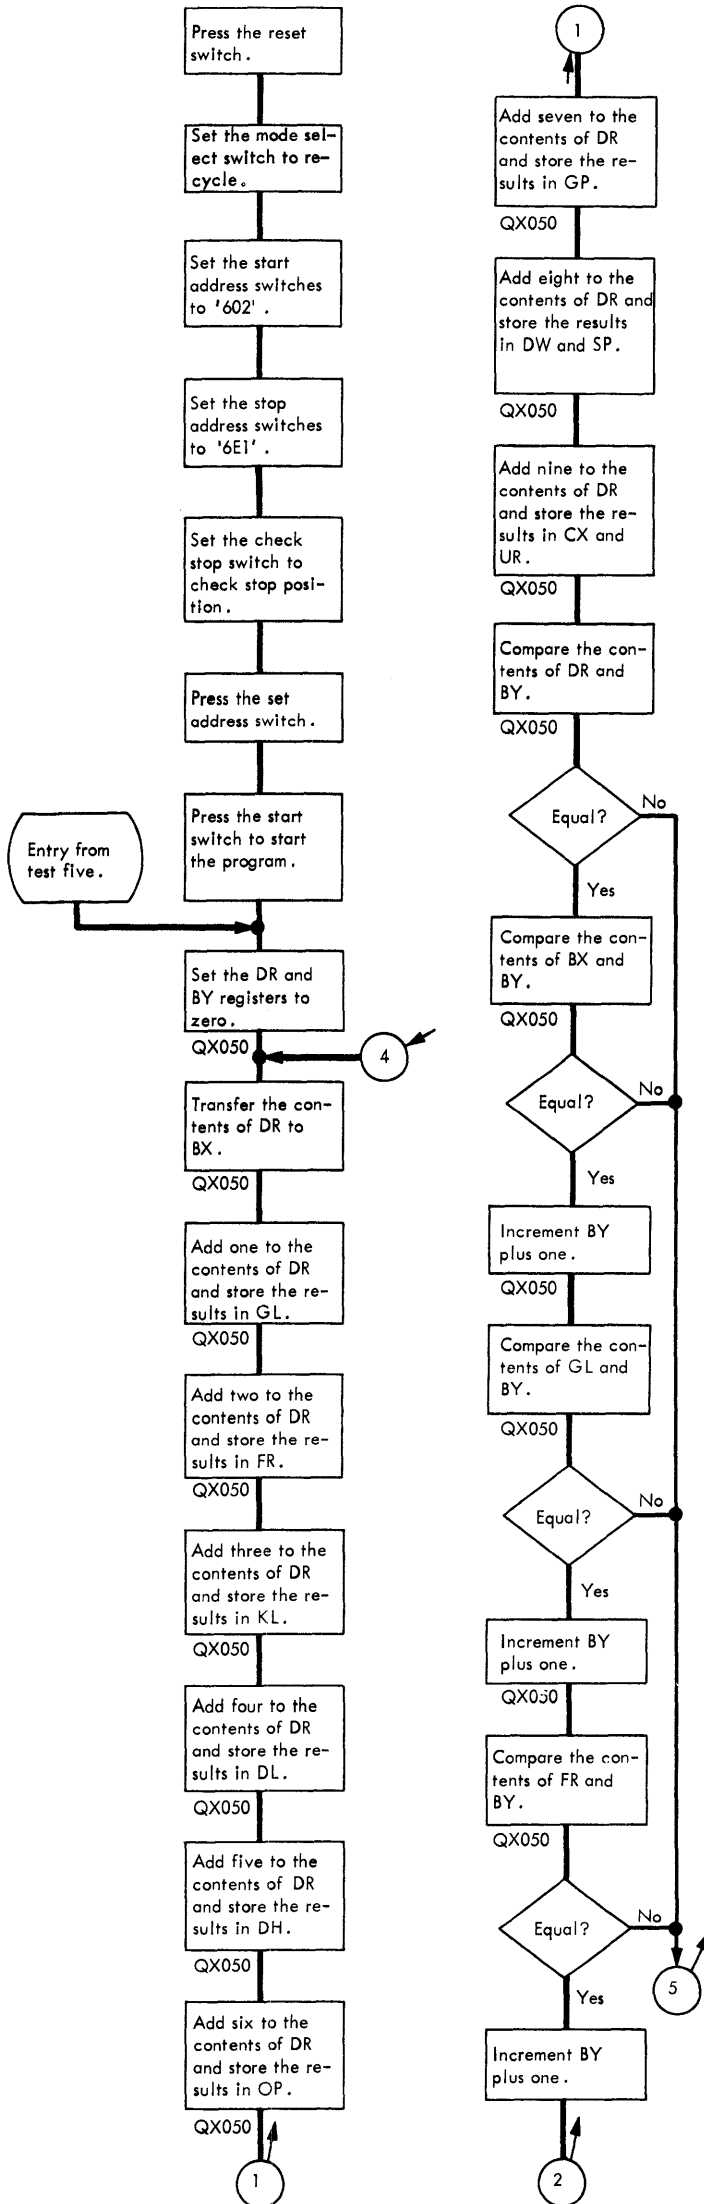 Press the reset
switch.
Set the mode sel-
ect switch to re-
cycle.
Set the start
address switches
to '602'.
Set the stop
address switches
to '6E1'.
Set the check
stop switch to
check stop posi-
tion.
Press the set
address switch.
Press the start
switch to start
the program.
Entry from
test five.
Set the DR and
BY registers to
zero.
QX050
4
Transfer the con-
tents of DR to
BX.
QX050
Add one to the
contents of DR
and store the re-
sults in GL.
QX050
Add two to the
contents of DR
and store the re-
sults in FR.
QX050
Add three to the
contents of DR
and store the re-
sults in KL.
QX050
Add four to the
contents of DR
and store the re-
sults in DL.
QX050
Add five to the
contents of DR
and store the re-
sults in DH.
QX050
Add six to the
contents of DR
and store the re-
sults in OP.
QX050
1
1
Add seven to the
contents of DR
and store the re-
sults in GP.
QX050
Add eight to the
contents of DR and
store the results
in DW and SP.
QX050
Add nine to the
contents of DR
and store the re-
sults in CX and
UR.
QX050
Compare the con-
tents of DR and
BY.
QX050
Equal?
No
Yes
Compare the con-
tents of BX and
BY.
QX050
Equal?
No
Yes
Increment BY
plus one.
QX050
Compare the con-
tents of GL and
BY.
QX050
Equal?
No
Yes
Increment BY
plus one.
QX050
Compare the con-
tents of FR and
BY.
QX050
Equal?
No
5
Yes
Increment BY
plus one.
2